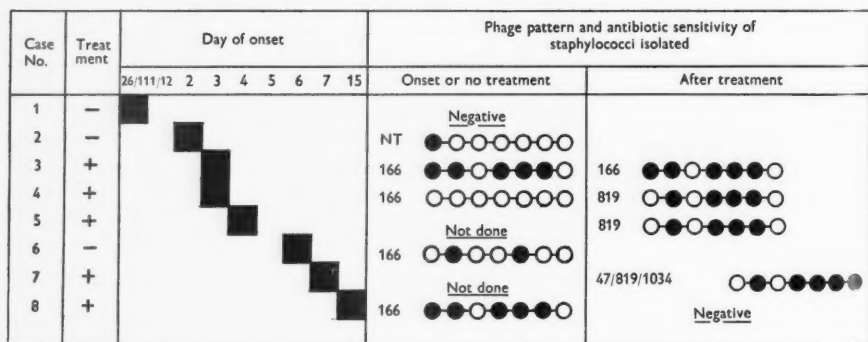 Case No.
Treat ment
Day of onset
Phage pattern and antibiotic sensitivity of
staphylococci isolated
26/11 1/12 2 3 4 5 6 7 15
Onset or no treatment
After treatment
1 − Negative
2 − NT
3 + 166 166
4 + 166 819
5 + 819
Not done
6 − 166
7 + 47/819/1034
Not done
8 + 166 Negative